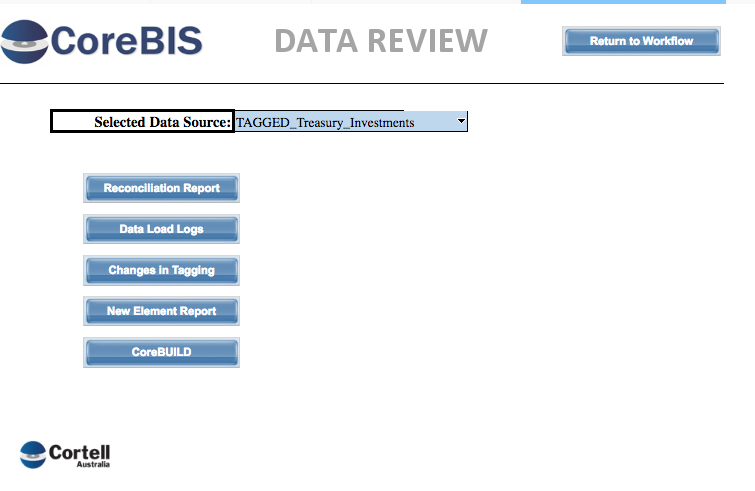 CoreBIS
DATA REVIEW
Return to Workflow
Selected Data Source: TAGGED_Treasury_Investments
Reconciliation Report
Data Load Logs
Changes in Tagging
New Element Report
CoreBUILD
Cortell
Australia